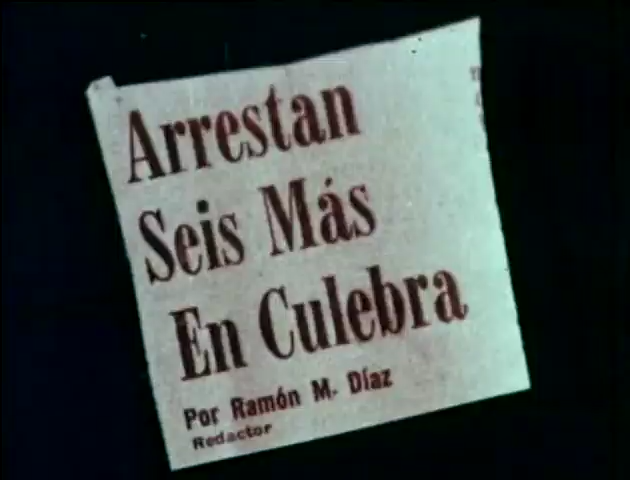 Arrestan
Seis Más
En Culebra
Por Ramón M. Díaz
Redactor